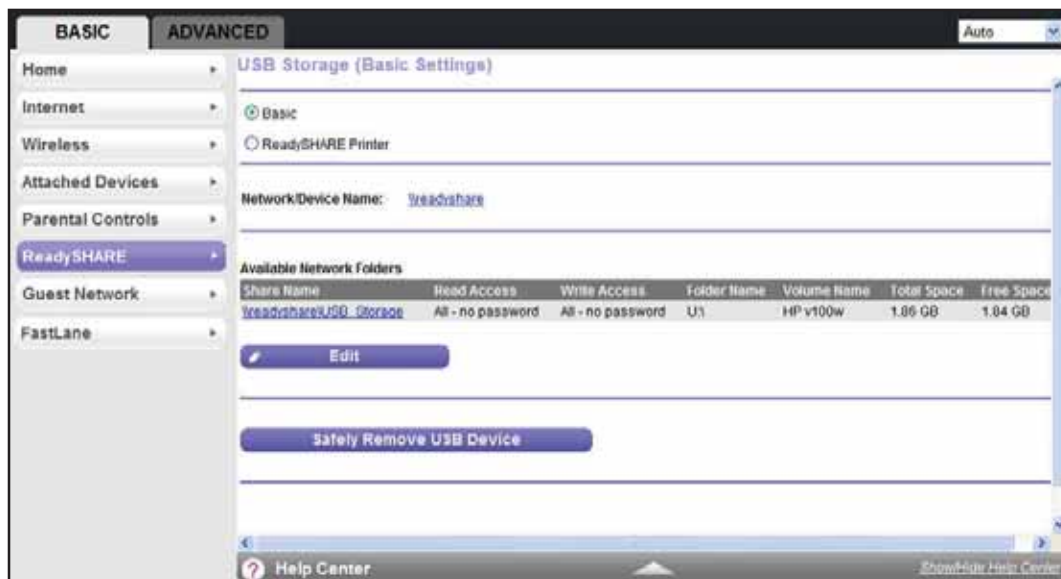 BASIC ADVANCED Auto
Home
Internet
Wireless
Attached Devices
Parental Controls
ReadySHARE
Guest Network
FastLane
USB Storage (Basic Settings)
Basic
ReadySHARE Printer
Network/Device Name: \\readyshare
Available Network Folders
Share Name Read Access Write Access Folder Name Volume Name Total Space Free Space
\\readyshare\USB_Storage All - no password All - no password U:\ HP v100w 1.86 GB 1.84 GB
Edit
Safely Remove USB Device
? Help Center Show/Hide Help Center